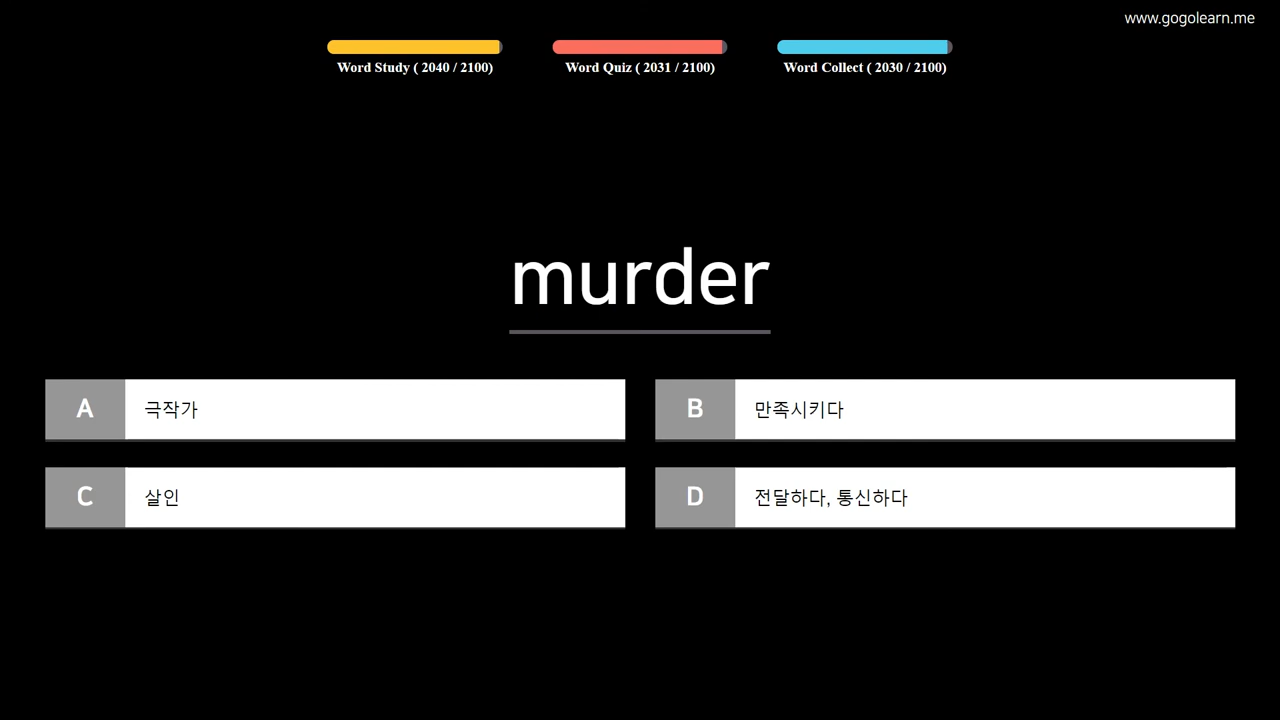 www.gogolearn.me
Word Study ( 2040 / 2100)
Word Quiz ( 2031 / 2100)
Word Collect ( 2030 / 2100)
murder
A 극작가
B 만족시키다
C 살인
D 전달하다, 통신하다